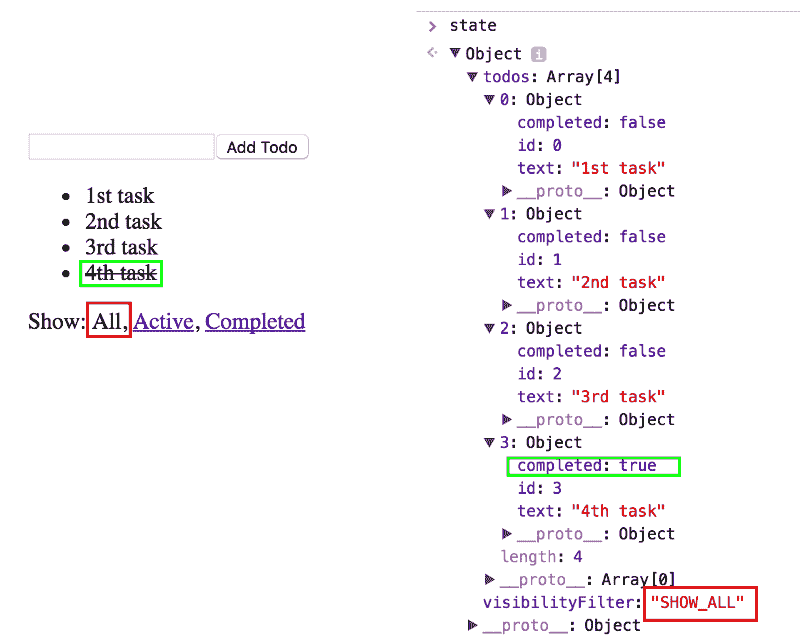 Add Todo
1st task
2nd task
3rd task
4th task
Show: All, Active, Completed
state
Object i
todos: Array[4]
0: Object
completed: false
id: 0
text: "1st task"
__proto__: Object
1: Object
completed: false
id: 1
text: "2nd task"
__proto__: Object
2: Object
completed: false
id: 2
text: "3rd task"
__proto__: Object
3: Object
completed: true
id: 3
text: "4th task"
__proto__: Object
length: 4
__proto__: Array[0]
visibilityFilter: "SHOW_ALL"
__proto__: Object